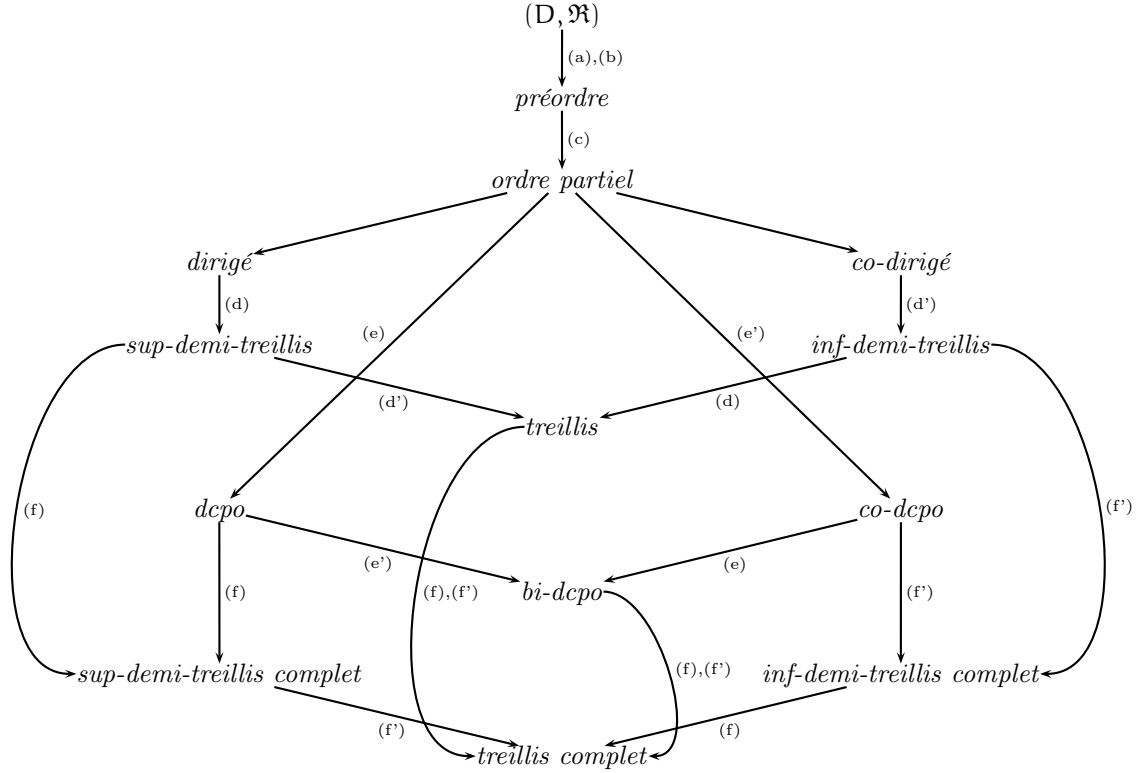 (D, ℜ)
(a),(b)
préordre
(c)
ordre partiel
dirigé
co-dirigé
(d)
(d')
(e)
(e')
sup-demi-treillis
inf-demi-treillis
(d')
(d)
treillis
(f)
dcpo
co-dcpo
(f')
(e')
(e)
(f)
(f),(f')
bi-dcpo
(f')
sup-demi-treillis complet
(f),(f')
inf-demi-treillis complet
(f')
(f)
treillis complet